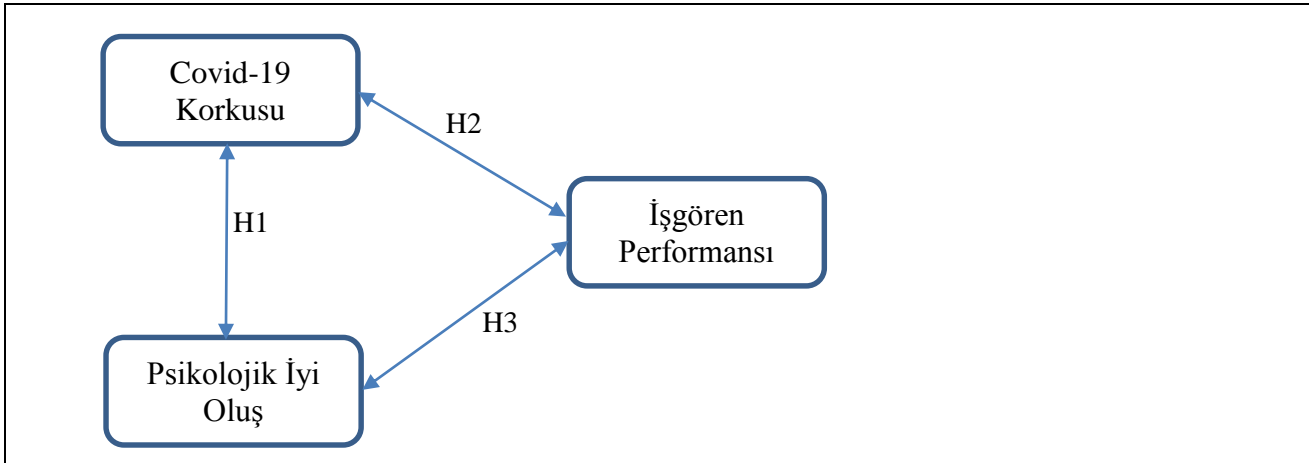 Covid-19
Korkusu
H2
İşgören
Performansı
H1
H3
Psikolojik İyi
Oluş